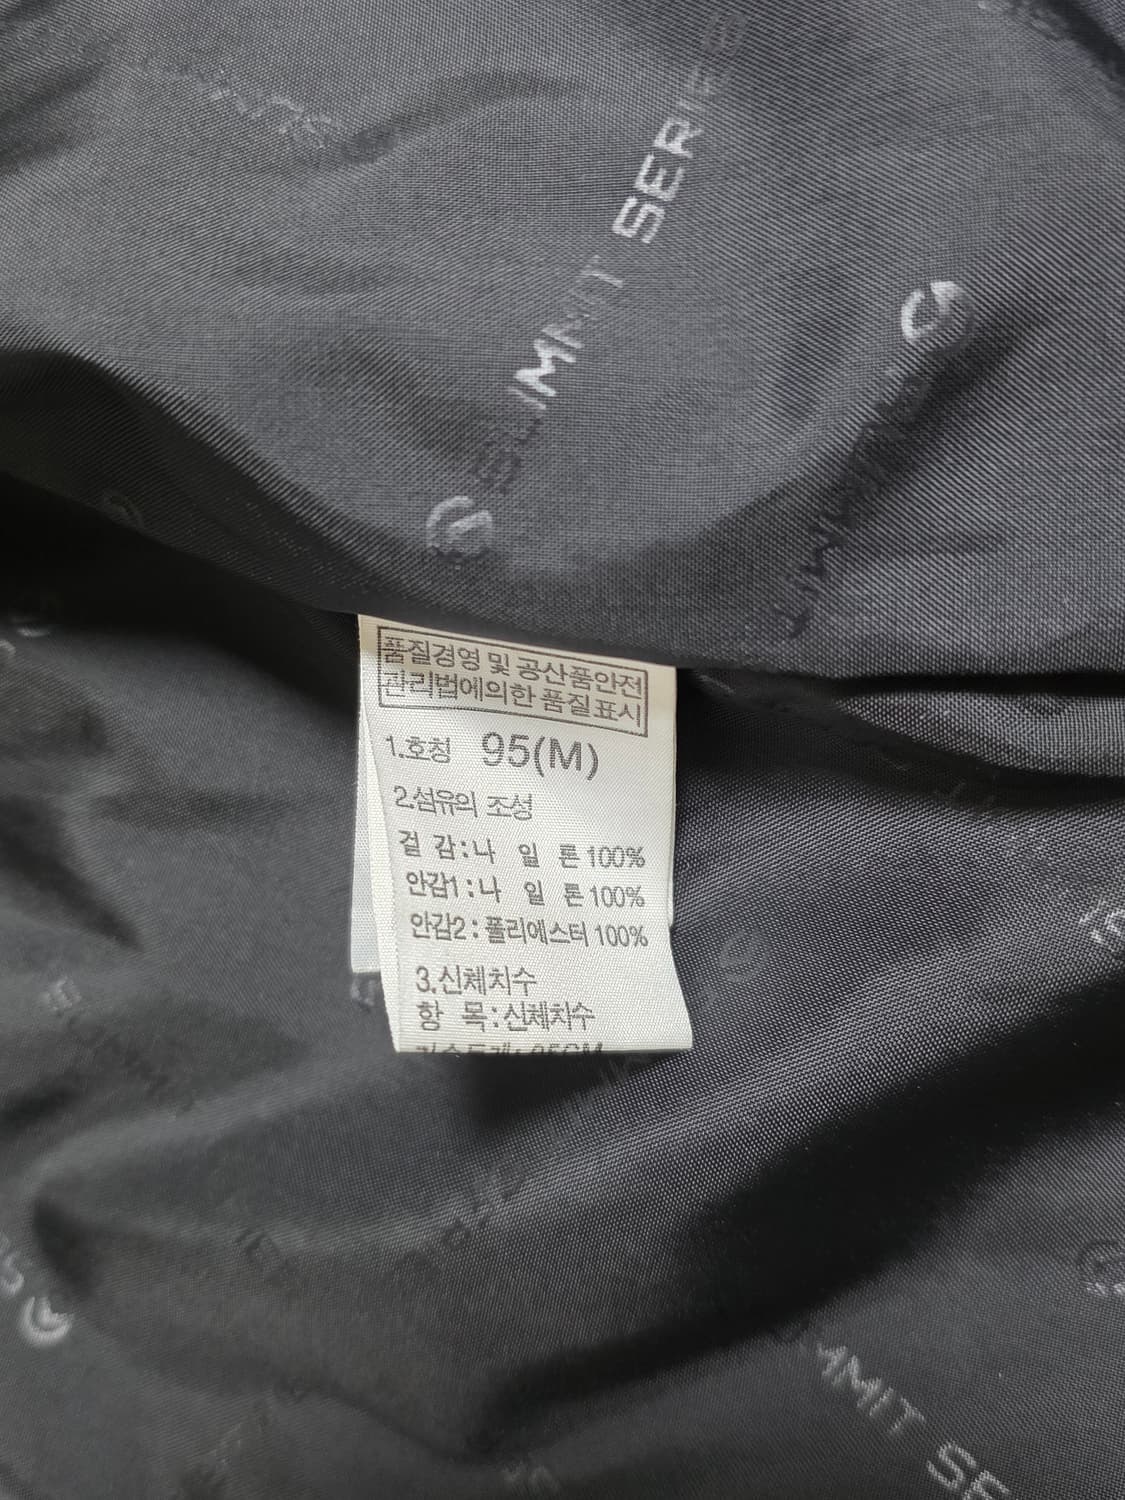 SUMMIT SERIES
품질경영 및 공산품안전
관리법에의한 품질표시
1.호칭 95(M)
2.섬유의 조성
겉 감:나 일 론 100%
안감1:나 일 론 100%
안감2:폴리에스터 100%
3.신체치수
항 목:신체치수
MMIT SE